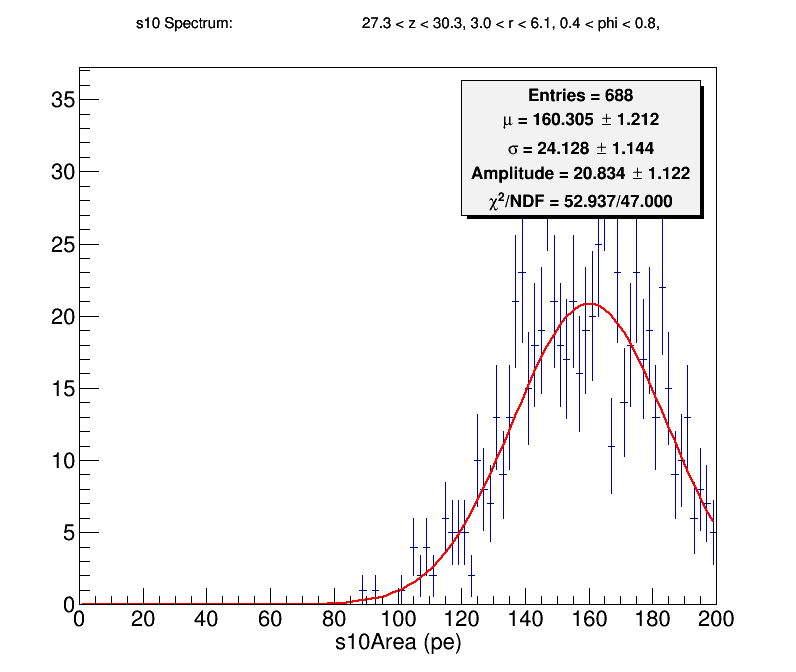 s10 Spectrum: 27.3 < z < 30.3, 3.0 < r < 6.1, 0.4 < phi < 0.8,
Entries = 688
μ = 160.305 ± 1.212
σ = 24.128 ± 1.144
Amplitude = 20.834 ± 1.122
χ²/NDF = 52.937/47.000
35
30
25
20
15
10
5
0
0 20 40 60 80 100 120 140 160 180 200
s10Area (pe)